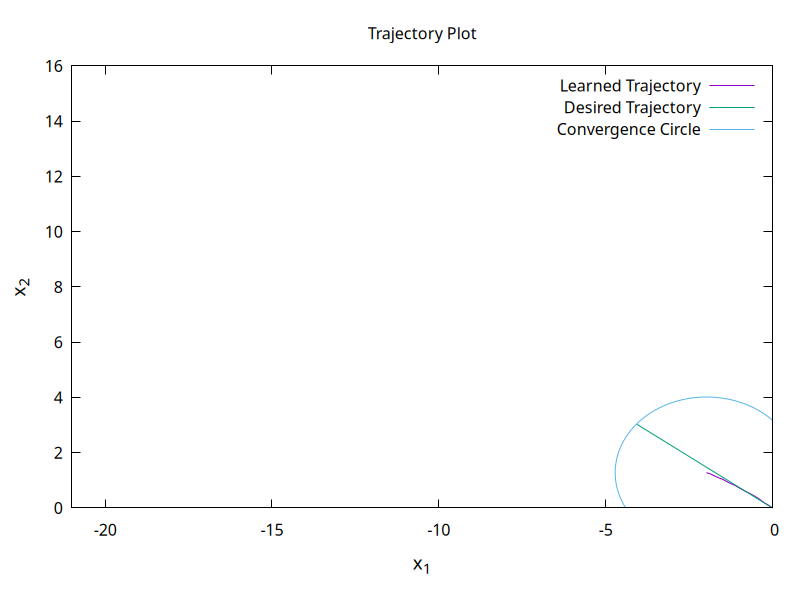 Trajectory Plot
Learned Trajectory
Desired Trajectory
Convergence Circle
16
14
12
10
8
6
4
2
0
x₂
-20
-15
-10
-5
0
x₁